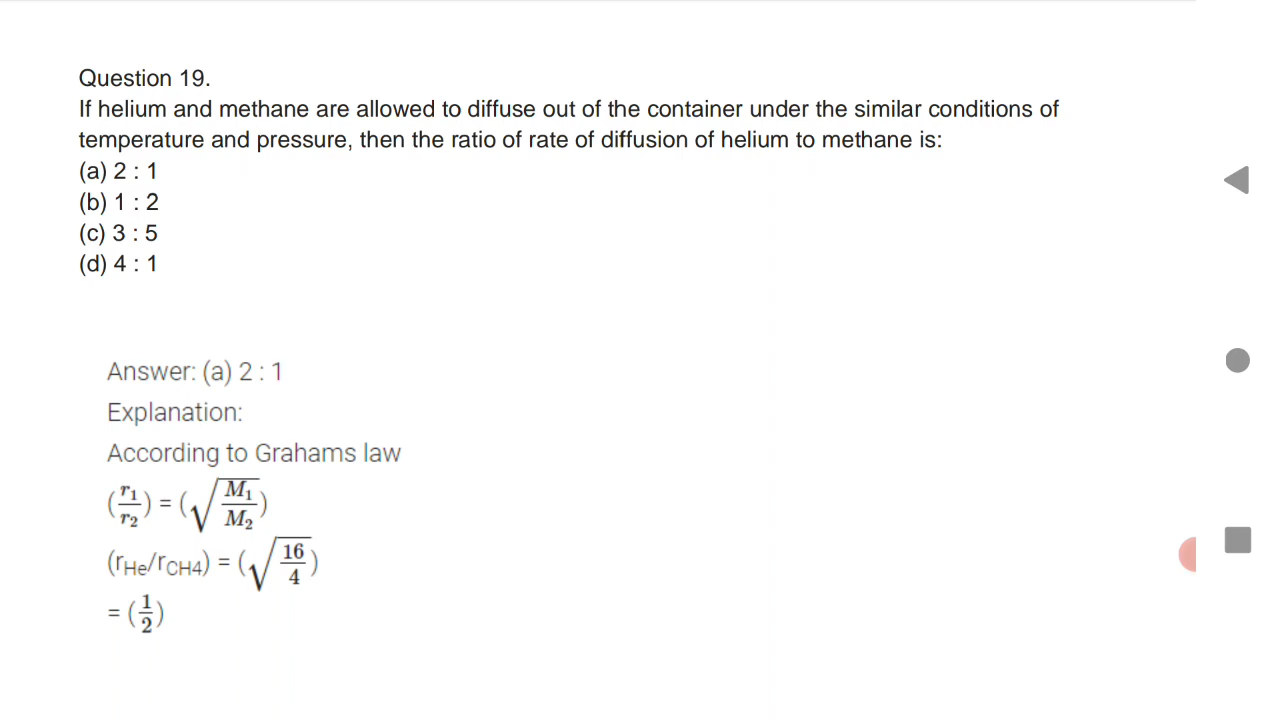 Question 19.
If helium and methane are allowed to diffuse out of the container under the similar conditions of
temperature and pressure, then the ratio of rate of diffusion of helium to methane is:
(a) 2 : 1
(b) 1 : 2
(c) 3 : 5
(d) 4 : 1
Answer: (a) 2 : 1
Explanation:
According to Grahams law
(r₁/r₂) = (√(M₁/M₂))
(rHe/rCH4) = (√(16/4))
= (1/2)